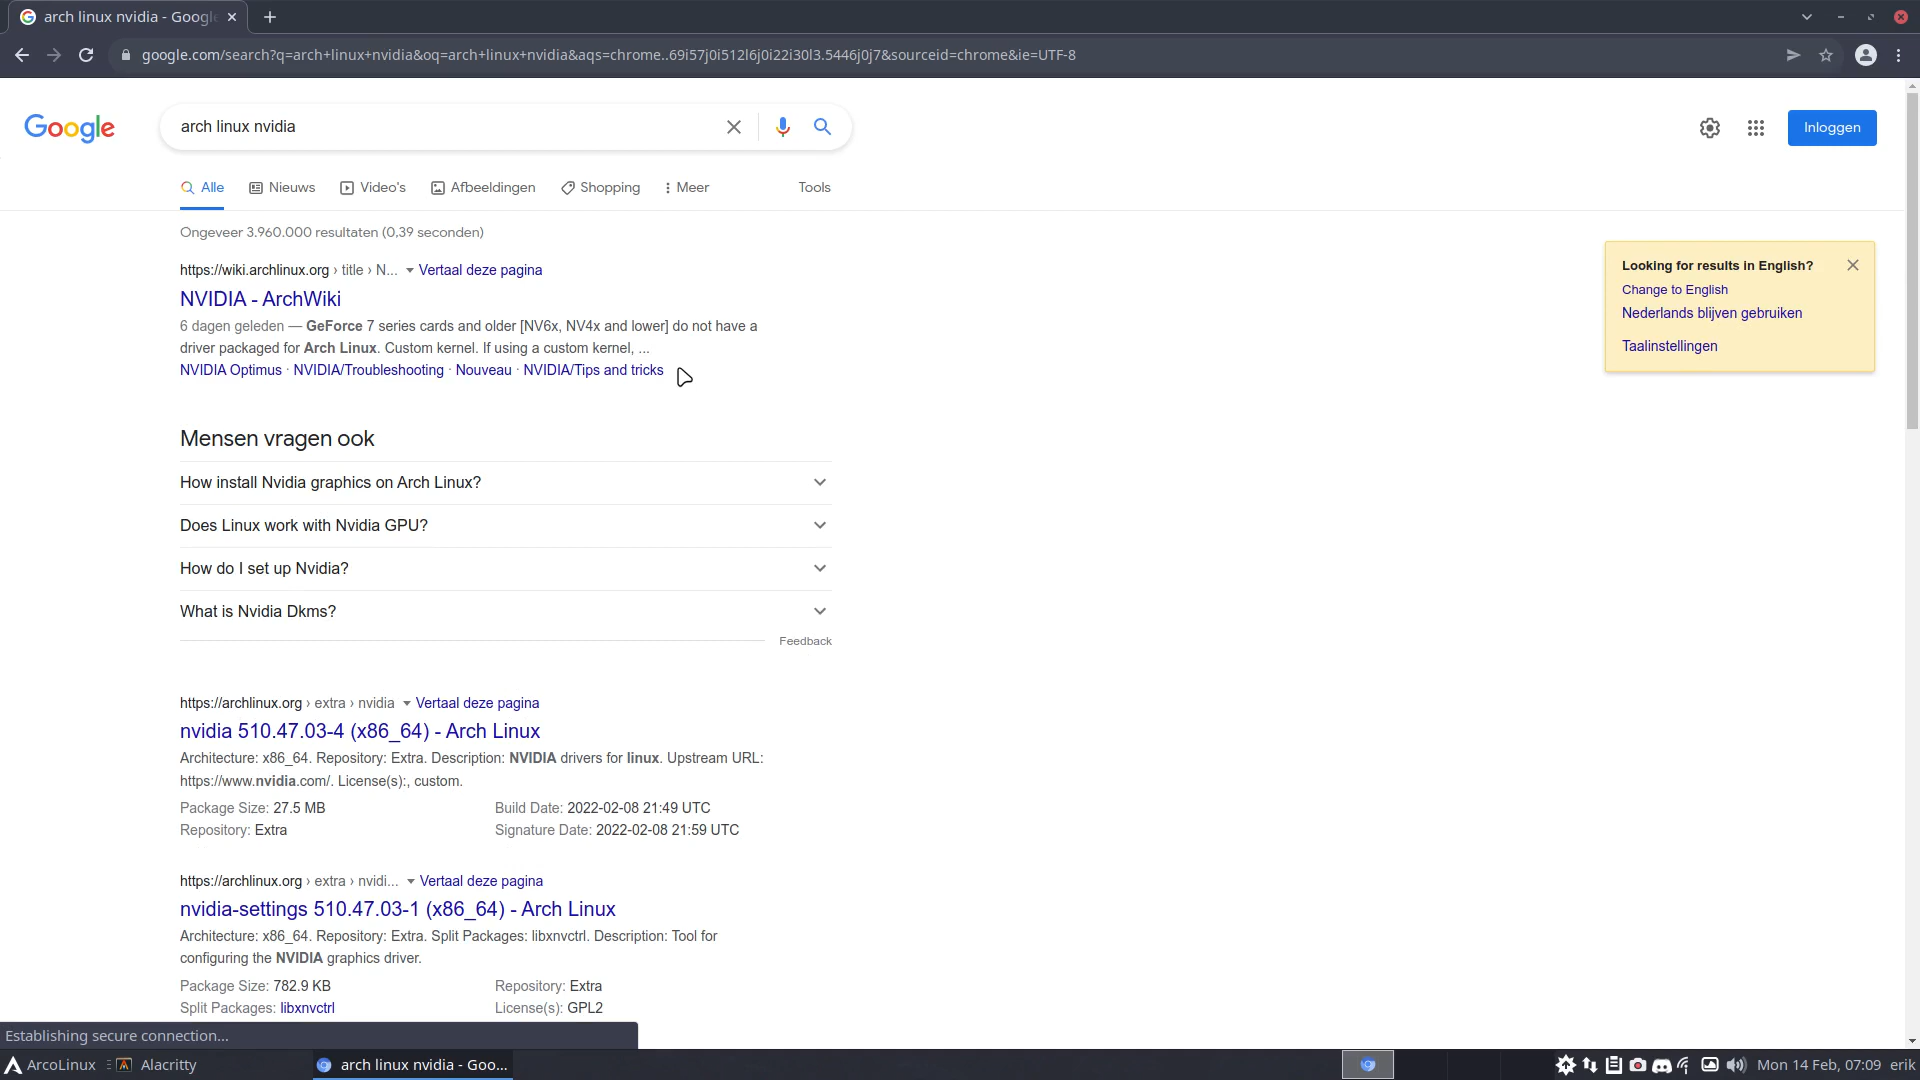 arch linux nvidia - Google
google.com/search?q=arch+linux+nvidia&oq=arch+linux+nvidia&aqs=chrome..69i57j0i512l6j0i22i30l3.5446j0j7&sourceid=chrome&ie=UTF-8
Google
arch linux nvidia
Inloggen
Alle Nieuws Video's Afbeeldingen Shopping Meer Tools
Ongeveer 3.960.000 resultaten (0,39 seconden)
https://wiki.archlinux.org › title › N... Vertaal deze pagina
NVIDIA - ArchWiki
6 dagen geleden — GeForce 7 series cards and older [NV6x, NV4x and lower] do not have a
driver packaged for Arch Linux. Custom kernel. If using a custom kernel, ...
NVIDIA Optimus · NVIDIA/Troubleshooting · Nouveau · NVIDIA/Tips and tricks
Looking for results in English?
Change to English
Nederlands blijven gebruiken
Taalinstellingen
Mensen vragen ook
How install Nvidia graphics on Arch Linux?
Does Linux work with Nvidia GPU?
How do I set up Nvidia?
What is Nvidia Dkms?
Feedback
https://archlinux.org › extra › nvidia Vertaal deze pagina
nvidia 510.47.03-4 (x86_64) - Arch Linux
Architecture: x86_64. Repository: Extra. Description: NVIDIA drivers for linux. Upstream URL:
https://www.nvidia.com/. License(s):, custom.
Package Size: 27.5 MB Build Date: 2022-02-08 21:49 UTC
Repository: Extra Signature Date: 2022-02-08 21:59 UTC
https://archlinux.org › extra › nvidi... Vertaal deze pagina
nvidia-settings 510.47.03-1 (x86_64) - Arch Linux
Architecture: x86_64. Repository: Extra. Split Packages: libxnvctrl. Description: Tool for
configuring the NVIDIA graphics driver.
Package Size: 782.9 KB Repository: Extra
Split Packages: libxnvctrl License(s): GPL2
Establishing secure connection...
ArcoLinux Alacritty arch linux nvidia - Goo... Mon 14 Feb, 07:09 erik